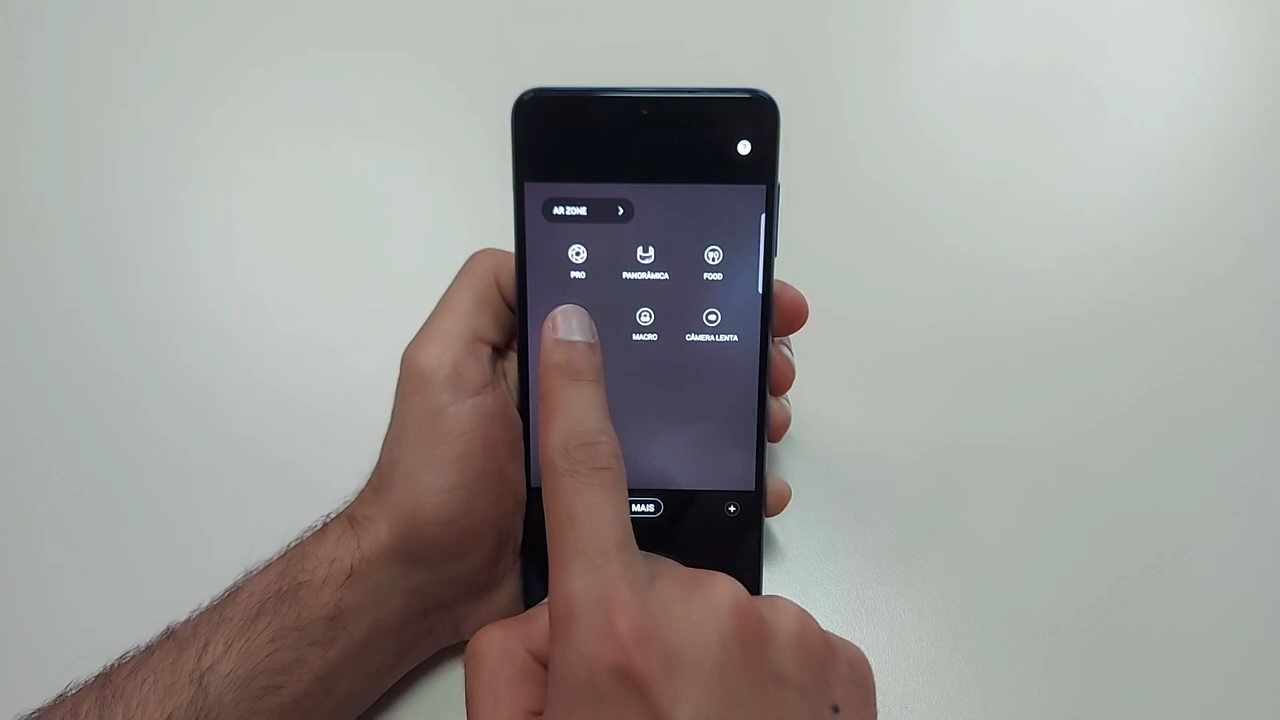 ?
AR ZONE
PRO PANORÂMICA FOOD
MACRO CÂMERA LENTA
MAIS